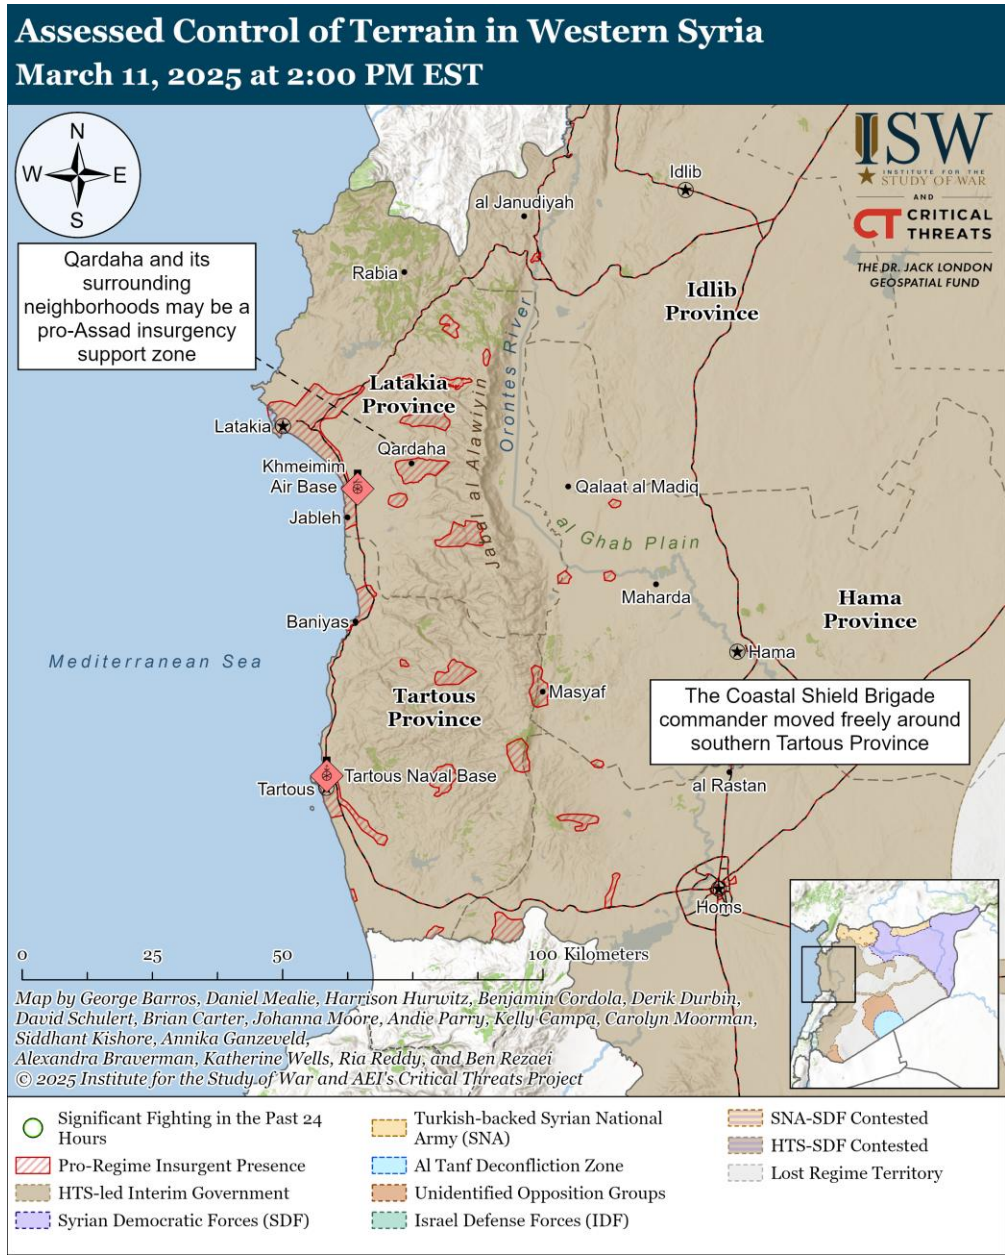 Assessed Control of Terrain in Western Syria
March 11, 2025 at 2:00 PM EST
N
W
E
S
ISW
INSTITUTE FOR THE
STUDY OF WAR
AND
CT CRITICAL
THREATS
THE DR. JACK LONDON
GEOSPATIAL FUND
Idlib
al Janudiyah
Qardaha and its
surrounding
neighborhoods may be a
pro-Assad insurgency
support zone
Rabia
Idlib
Province
Orontes River
Latakia
Province
Latakia
Jabal al Alawiyin
Qardaha
Khmeimim
Air Base
Qalaat al Madiq
Jableh
al Ghab Plain
Maharda
Hama
Province
Baniyas
Mediterranean Sea
Hama
Tartous
Province
Masyaf
The Coastal Shield Brigade
commander moved freely around
southern Tartous Province
Tartous Naval Base
Tartous
al Rastan
Homs
0
25
50
100 Kilometers
Map by George Barros, Daniel Mealie, Harrison Hurwitz, Benjamin Cordola, Derik Durbin,
David Schulert, Brian Carter, Johanna Moore, Andie Parry, Kelly Campa, Carolyn Moorman,
Siddhant Kishore, Annika Ganzeveld,
Alexandra Braverman, Katherine Wells, Ria Reddy, and Ben Rezaei
© 2025 Institute for the Study of War and AEI's Critical Threats Project
Significant Fighting in the Past 24
Hours
Pro-Regime Insurgent Presence
HTS-led Interim Government
Syrian Democratic Forces (SDF)
Turkish-backed Syrian National
Army (SNA)
Al Tanf Deconfliction Zone
Unidentified Opposition Groups
Israel Defense Forces (IDF)
SNA-SDF Contested
HTS-SDF Contested
Lost Regime Territory